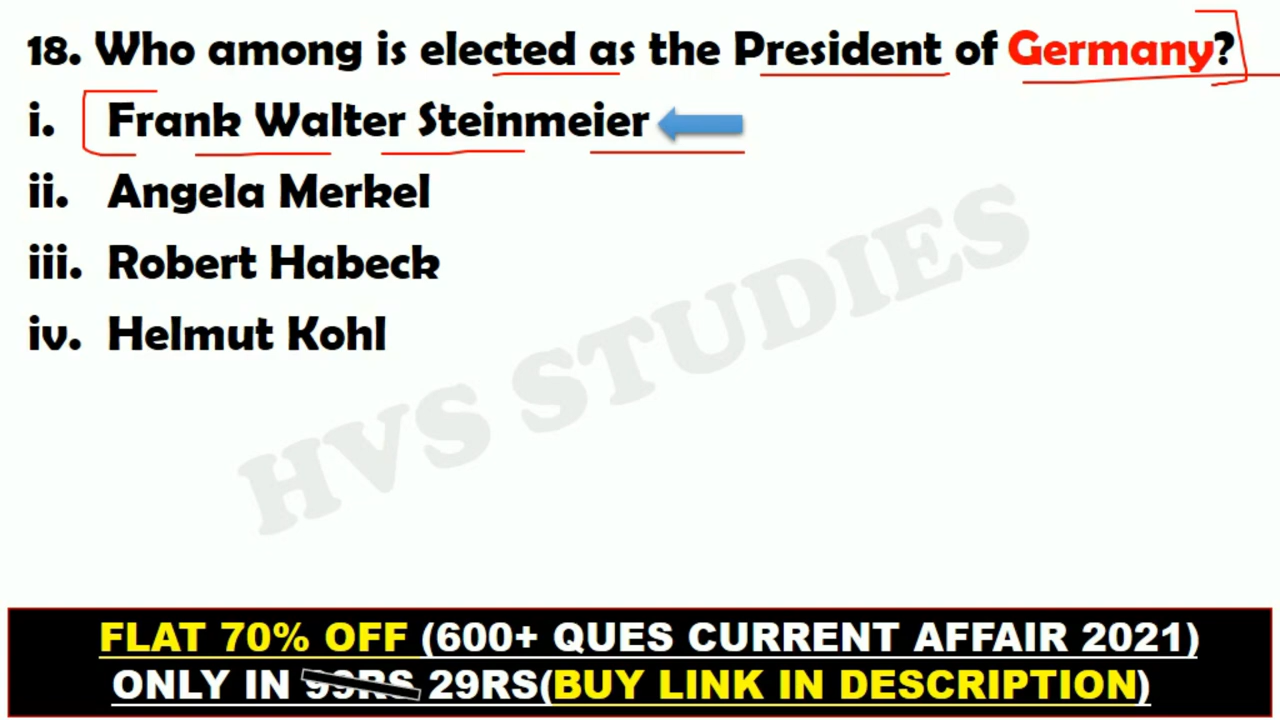 18. Who among is elected as the President of Germany?
i. Frank Walter Steinmeier
ii. Angela Merkel
iii. Robert Habeck
iv. Helmut Kohl
HVS STUDIES
FLAT 70% OFF (600+ QUES CURRENT AFFAIR 2021)
ONLY IN 99RS 29RS(BUY LINK IN DESCRIPTION)